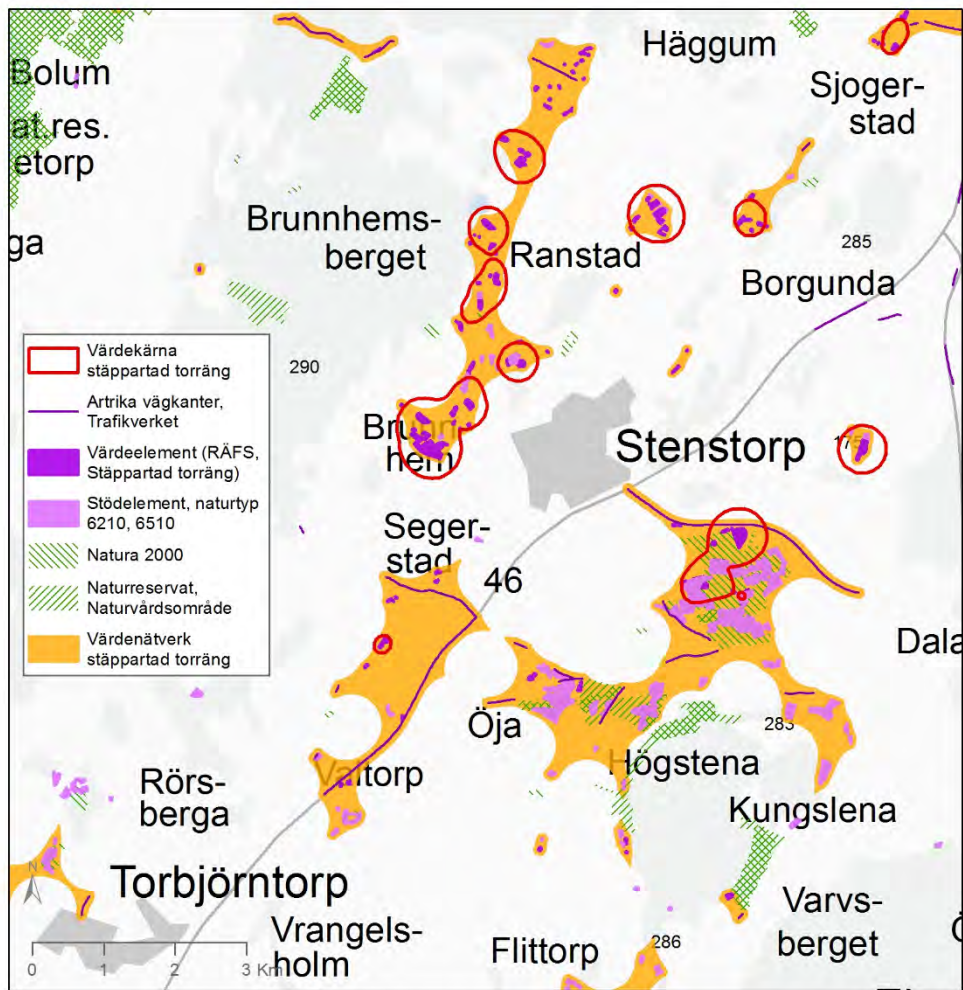 Häggum
Bolum
Sjoger-
stad
at.res.
etorp
Brunnhems-
berget
ga
Ranstad
285
Borgunda
Värdekärna
stäppartad torräng
290
Artrika vägkanter,
Trafikverket
Värdeelement (RÄFS,
Stäppartad torräng)
Brunn-
hem
Stenstorp
175
Stödelement, naturtyp
6210, 6510
Natura 2000
Seger-
stad
46
Naturreservat,
Naturvårdsområde
Värdenätverk
stäppartad torräng
Dala
Öja
283
Valtorp
Högstena
Rörs-
berga
Kungslena
N
Torbjörntorp
Varvs-
berget
Vrangels-
holm
Flittorp
286
0 1 2 3 Km